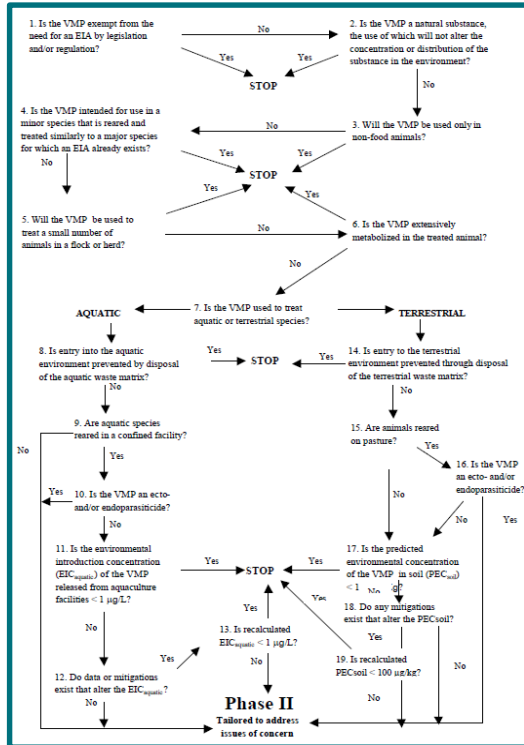 1. Is the VMP exempt from the
need for an EIA by legislation
and/or regulation?
No
2. Is the VMP a natural substance,
the use of which will not alter the
concentration or distribution of the
substance in the environment?
Yes
Yes
STOP
No
4. Is the VMP intended for use in a
minor species that is reared and
treated similarly to a major species
for which an EIA already exists?
No
3. Will the VMP be used only in
non-food animals?
Yes
Yes
No
STOP
Yes
Yes
5. Will the VMP be used to
treat a small number of
animals in a flock or herd?
No
6. Is the VMP extensively
metabolized in the treated animal?
No
AQUATIC
7. Is the VMP used to treat
aquatic or terrestrial species?
TERRESTRIAL
8. Is entry into the aquatic
environment prevented by disposal
of the aquatic waste matrix?
Yes
STOP
Yes
14. Is entry to the terrestrial
environment prevented through disposal
of the terrestrial waste matrix?
No
No
9. Are aquatic species
reared in a confined facility?
No
Yes
15. Are animals reared
on pasture?
Yes
16. Is the VMP
an ecto- and/or
endoparasiticide?
Yes
10. Is the VMP an ecto-
and/or endoparasiticide?
No
No
No
Yes
11. Is the environmental
introduction concentration
(EICaquatic) of the VMP
released from aquaculture
facilities < 1 µg/L?
Yes
STOP
Yes
17. Is the predicted
environmental concentration
of the VMP in soil (PECsoil)
< 1
No
Yes
Yes
No
13. Is recalculated
EICaquatic < 1 µg/L?
18. Do any mitigations
exist that alter the PECsoil?
Yes
No
12. Do data or mitigations
exist that alter the EICaquatic?
Yes
No
19. Is recalculated
PECsoil < 100 µg/kg?
No
No
Phase II
Tailored to address
issues of concern